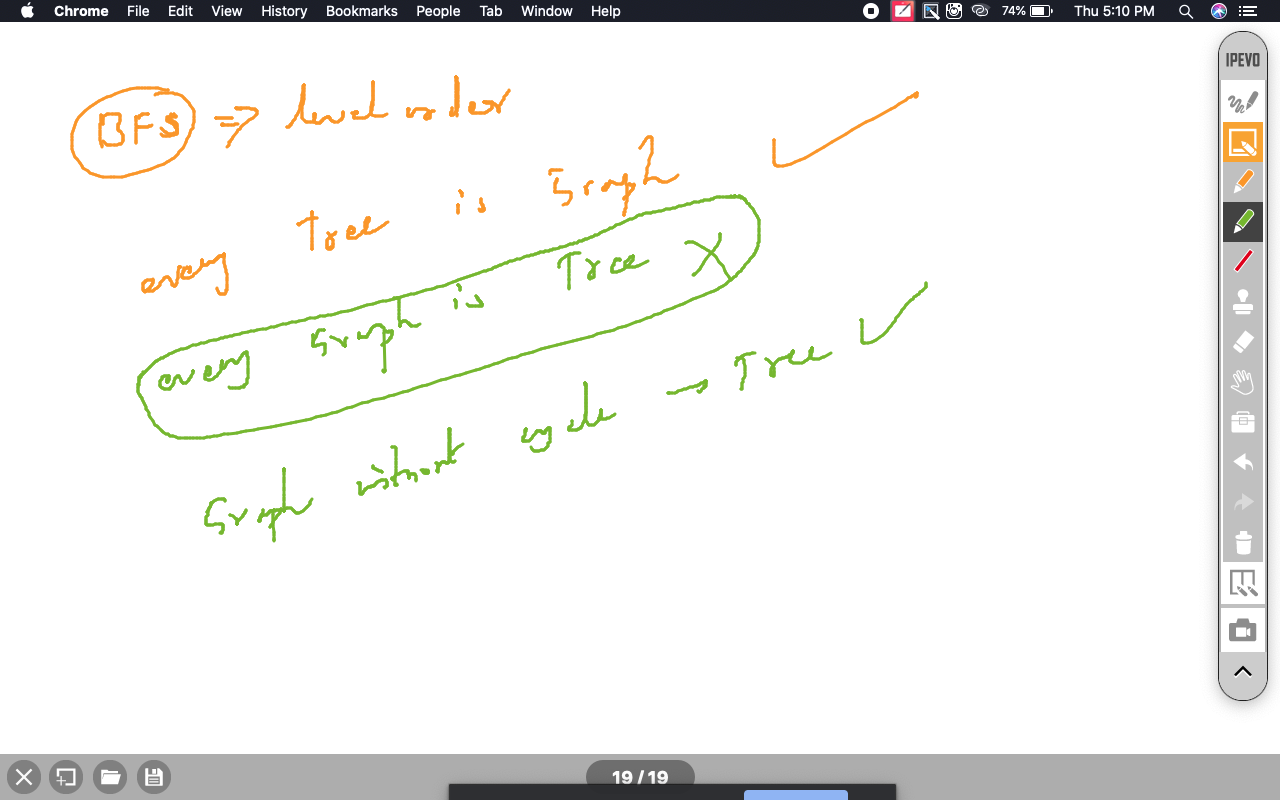 Chrome File Edit View History Bookmarks People Tab Window Help 74% Thu 5:10 PM
IPEVO
BFS ⇒ level order
every Tree is Graph ✓
every Graph is Tree X
Graph without cycle → Tree ✓
19 / 19